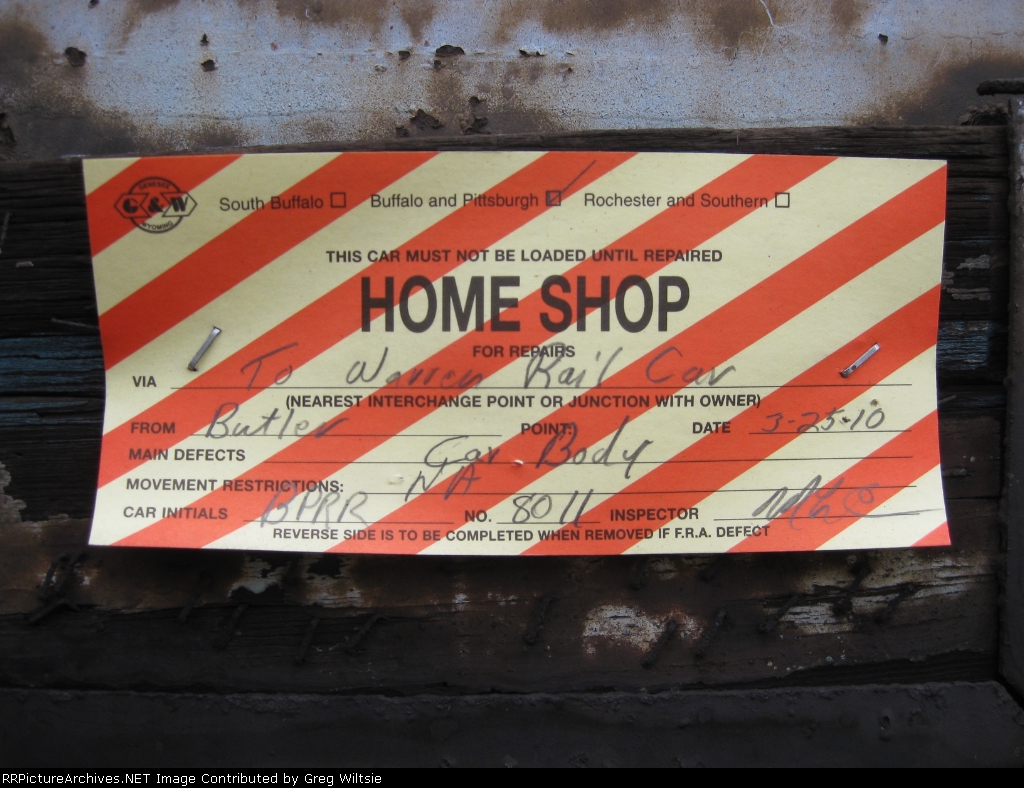 GENESEE
G & W
WYOMING
South Buffalo ☐ Buffalo and Pittsburgh ☑ Rochester and Southern ☐
THIS CAR MUST NOT BE LOADED UNTIL REPAIRED
HOME SHOP
FOR REPAIRS
VIA To Warren Rail Car
(NEAREST INTERCHANGE POINT OR JUNCTION WITH OWNER)
FROM Butler POINT: DATE 3-25-10
MAIN DEFECTS Car Body
MOVEMENT RESTRICTIONS: NA
CAR INITIALS BPRR NO. 8011 INSPECTOR
REVERSE SIDE IS TO BE COMPLETED WHEN REMOVED IF F.R.A. DEFECT
RRPictureArchives.NET Image Contributed by Greg Wiltsie